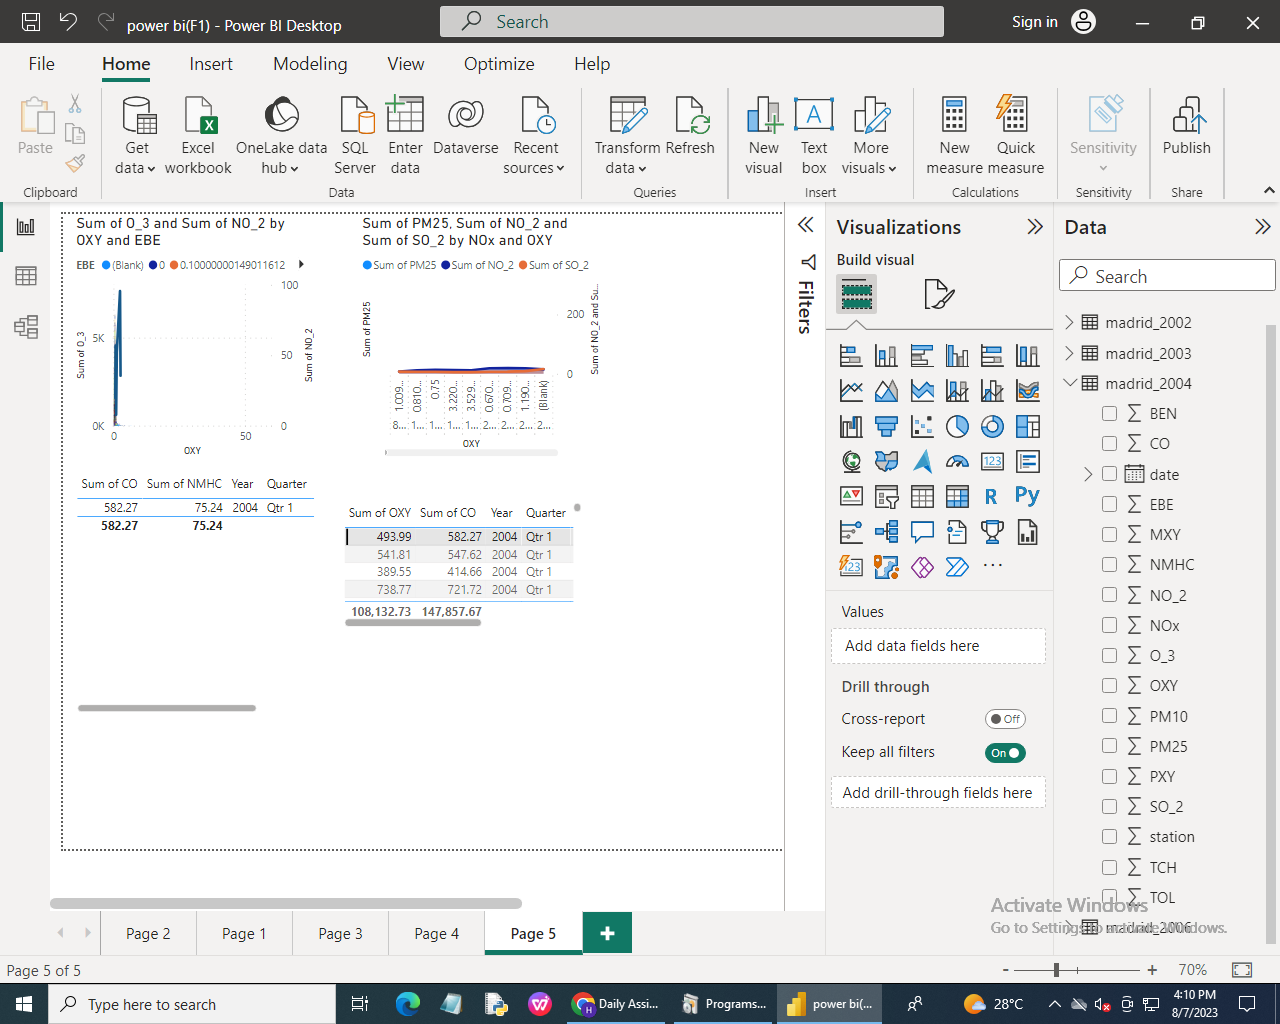 power bi(F1) - Power BI Desktop
Search
Sign in
File Home Insert Modeling View Optimize Help
Paste
Get data
Excel workbook
OneLake data hub
SQL Server
Enter data
Dataverse
Recent sources
Transform data
Refresh
New visual
Text box
More visuals
New measure
Quick measure
Sensitivity
Publish
Clipboard Data Queries Insert Calculations Sensitivity Share
Sum of O_3 and Sum of NO_2 by
OXY and EBE
EBE (Blank) 0 0.10000000149011612
100
5K
50
0K
0
0 50
Sum of O_3
Sum of NO_2
OXY
Sum of PM25, Sum of NO_2 and
Sum of SO_2 by NOx and OXY
Sum of PM25 Sum of NO_2 Sum of SO_2
Sum of PM25
200
0
Sum of NO_2 and Su...
1.009... 0.810... 0.75 3.220... 3.529... 0.670... 0.709... 1.190... (Blank)
8... 1... 1... 1... 1... 2... 2... 2... 2...
OXY
Sum of CO Sum of NMHC Year Quarter
582.27 75.24 2004 Qtr 1
582.27 75.24
Sum of OXY Sum of CO Year Quarter
493.99 582.27 2004 Qtr 1
541.81 547.62 2004 Qtr 1
389.55 414.66 2004 Qtr 1
738.77 721.72 2004 Qtr 1
108,132.73 147,857.67
Filters
Visualizations
Build visual
123
R
Py
123
...
Values
Add data fields here
Drill through
Cross-report
Off
Keep all filters
On
Add drill-through fields here
Data
Search
madrid_2002
madrid_2003
madrid_2004
BEN
CO
date
EBE
MXY
NMHC
NO_2
NOx
O_3
OXY
PM10
PM25
PXY
SO_2
station
TCH
TOL
madrid_2006
Activate Windows
Go to Settings to activate Windows.
Page 2 Page 1 Page 3 Page 4 Page 5 +
Page 5 of 5
- + 70%
Type here to search
Daily Assi...
Programs...
power bi(...
28°C
4:10 PM
8/7/2023